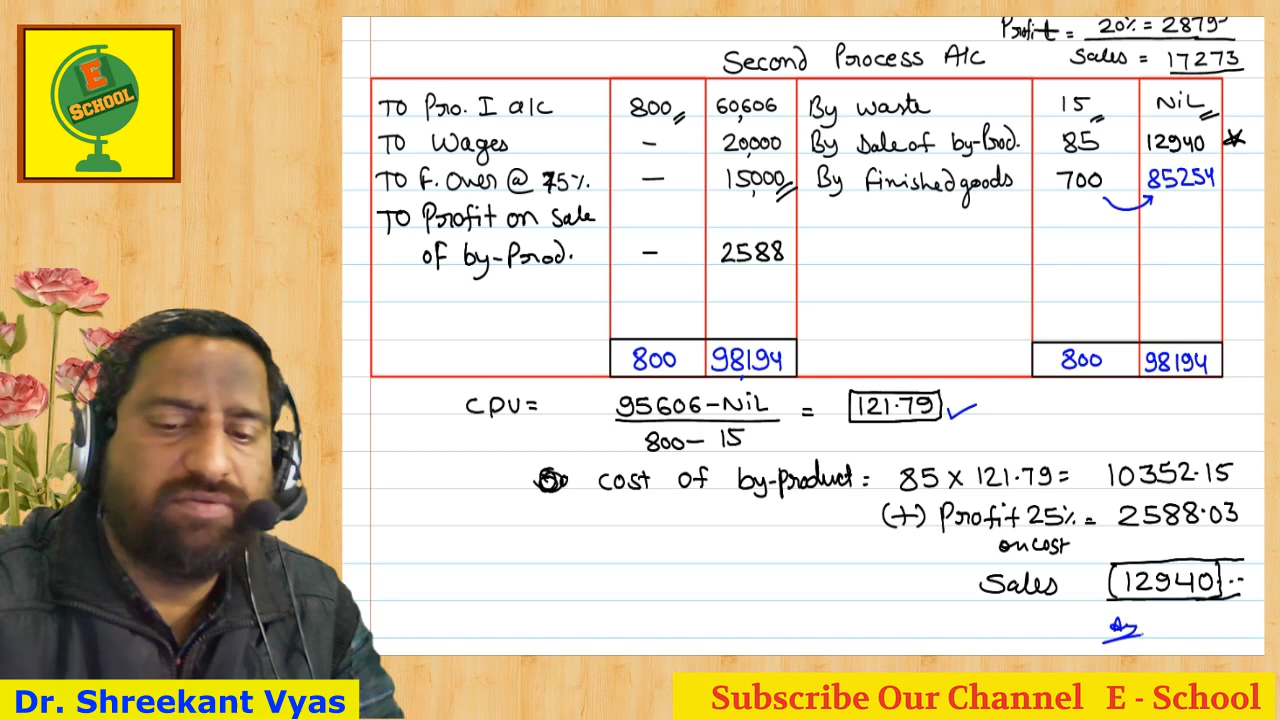 E
SCHOOL
Profit = 20% = 2879
Second Process A/c Sales = 17273
TO Pro. I a/c 800 60,606 By waste 15 NiL
TO Wages - 20,000 By Sale of by-Prod. 85 12940
TO F. Over @ 75%. - 15,000 By finished goods 700 85254
TO Profit on sale
of by-Prod. - 2588
800 98194 800 98194
CPU = 95606 - NiL = 121.79
800 - 15
cost of by-product = 85 × 121.79 = 10352.15
(+) Profit 25% = 2588.03
on cost
Sales 12940
Dr. Shreekant Vyas
Subscribe Our Channel E - School